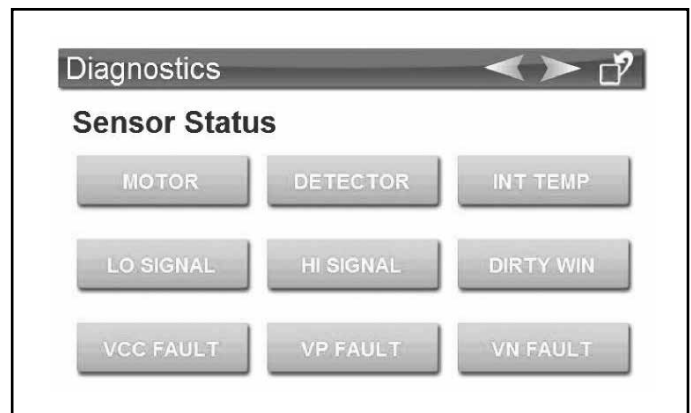 Diagnostics
Sensor Status
MOTOR DETECTOR INT TEMP
LO SIGNAL HI SIGNAL DIRTY WIN
VCC FAULT VP FAULT VN FAULT